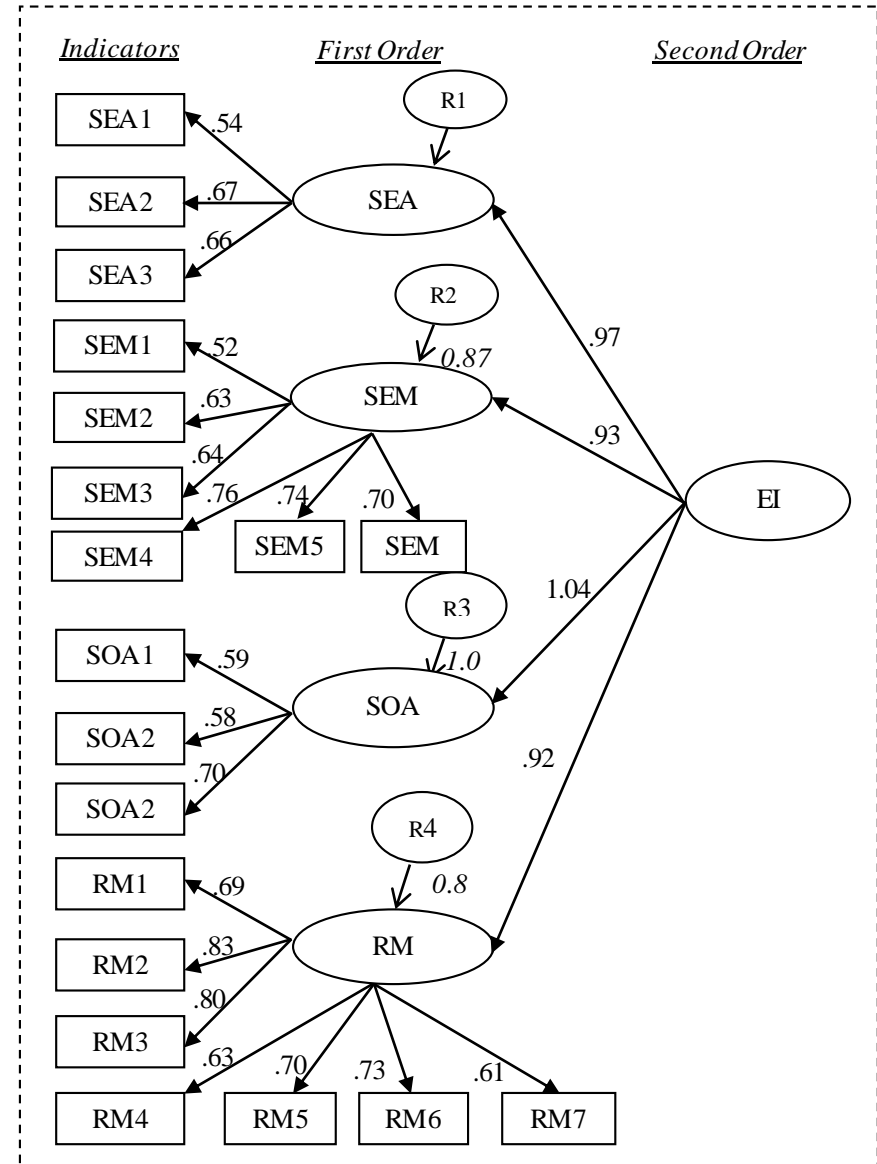 Indicators First Order Second Order
R1
SEA1
.54
SEA2
.67
SEA
SEA3
.66
R2
0.87
.97
SEM1
.52
SEM
SEM2
.63
.93
SEM3
.64
EI
SEM4
.76
.74
.70
SEM5
SEM
R3
1.04
1.0
SOA1
.59
SOA
SOA2
.58
SOA2
.70
.92
R4
0.8
RM1
.69
RM
RM2
.83
RM3
.80
.63
.70
.73
.61
RM4
RM5
RM6
RM7